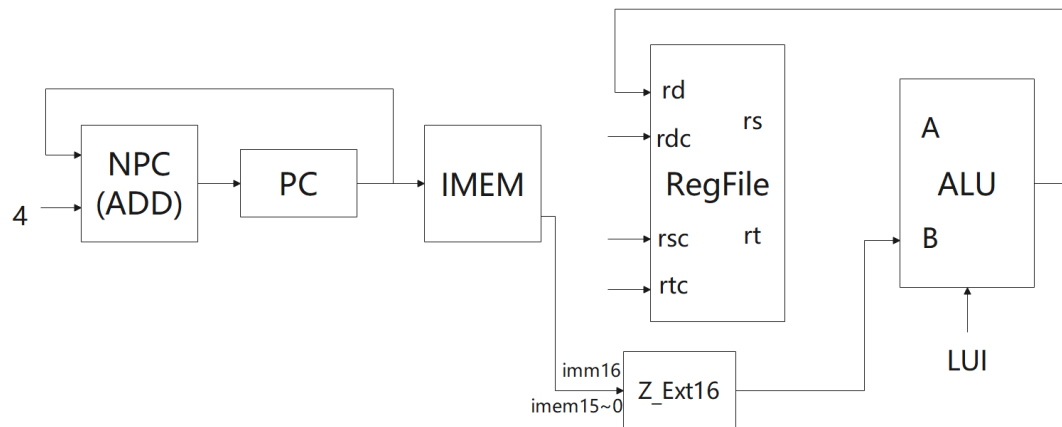 NPC
(ADD)
4
PC
IMEM
rd
rdc
rs
RegFile
rsc
rt
rtc
A
ALU
B
LUI
imm16
imem15~0
Z_Ext16